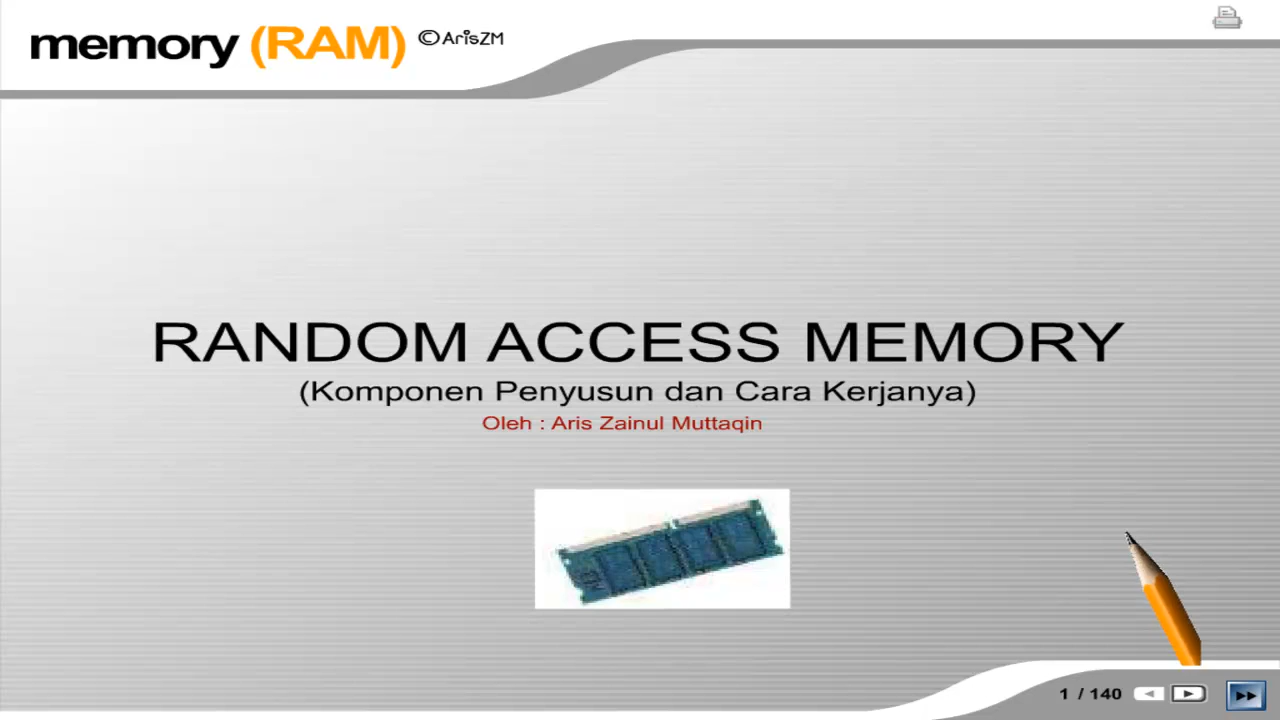 memory (RAM) ©ArisZM
RANDOM ACCESS MEMORY
(Komponen Penyusun dan Cara Kerjanya)
Oleh : Aris Zainul Muttaqin
1 / 140